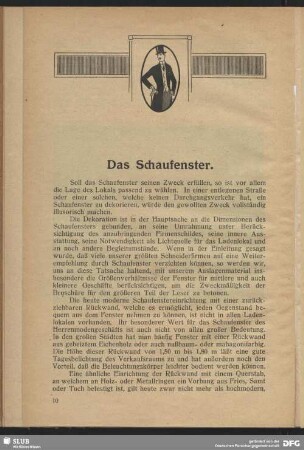 Das Schaufenster.
Soll das Schaufenster seinen Zweck erfüllen, so ist vor allem
die Lage des Lokals passend zu wählen. In einer entlegenen Straße
oder einer solchen, welche keinen Durchgangsverkehr hat, ein
Schaufenster zu dekorieren, würde den gewollten Zweck vollständig
illusorisch machen.
Die Dekoration ist in der Hauptsache an die Dimensionen des
Schaufensters gebunden, an seine Umrahmung unter Berück-
sichtigung des anzubringenden Firmenschildes, seine innere Aus-
stattung, seine Notwendigkeit als Lichtquelle für das Ladenlokal und
an noch andere Begleitumstände. Wenn in der Einleitung gesagt
wurde, daß viele unserer größten Schneiderfirmen auf eine Weiter-
empfehlung durch Schaufenster verzichten können, so werden wir,
uns an diese Tatsache haltend, mit unserem Auslagenmaterial ins-
besondere die Größenverhältnisse der Fenster für mittlere und auch
kleinere Geschäfte berücksichtigen, um die Zweckmäßigkeit der
Broschüre für den größeren Teil der Leser zu betonen.
Die heute moderne Schaufenstereinrichtung mit einer zurück-
ziehbaren Rückwand, welche es ermöglicht, jeden Gegenstand be-
quem aus dem Fenster nehmen zu können, ist nicht in allen Laden-
lokalen vorhanden. Ihr besonderer Wert für das Schaufenster des
Herrenmodengeschäfts ist auch nicht von allzu großer Bedeutung.
In den großen Städten hat man häufig Fenster mit einer Rückwand
aus gebeiztem Eichenholz oder auch nußbaum- oder mahagonifarbig.
Die Höhe dieser Rückwand von 1,50 m bis 1,80 m läßt eine gute
Tagesbelichtung des Verkaufsraums zu und hat außerdem noch den
Vorteil, daß die Beleuchtungskörper leichter bedient werden können.
Eine ähnliche Einrichtung der Rückwand mit einem Querstab,
an welchem an Holz- oder Metallringen ein Vorhang aus Fries, Samt
oder Tuch befestigt ist, gilt heute zwar nicht mehr als hochmodern,
10
SLUB